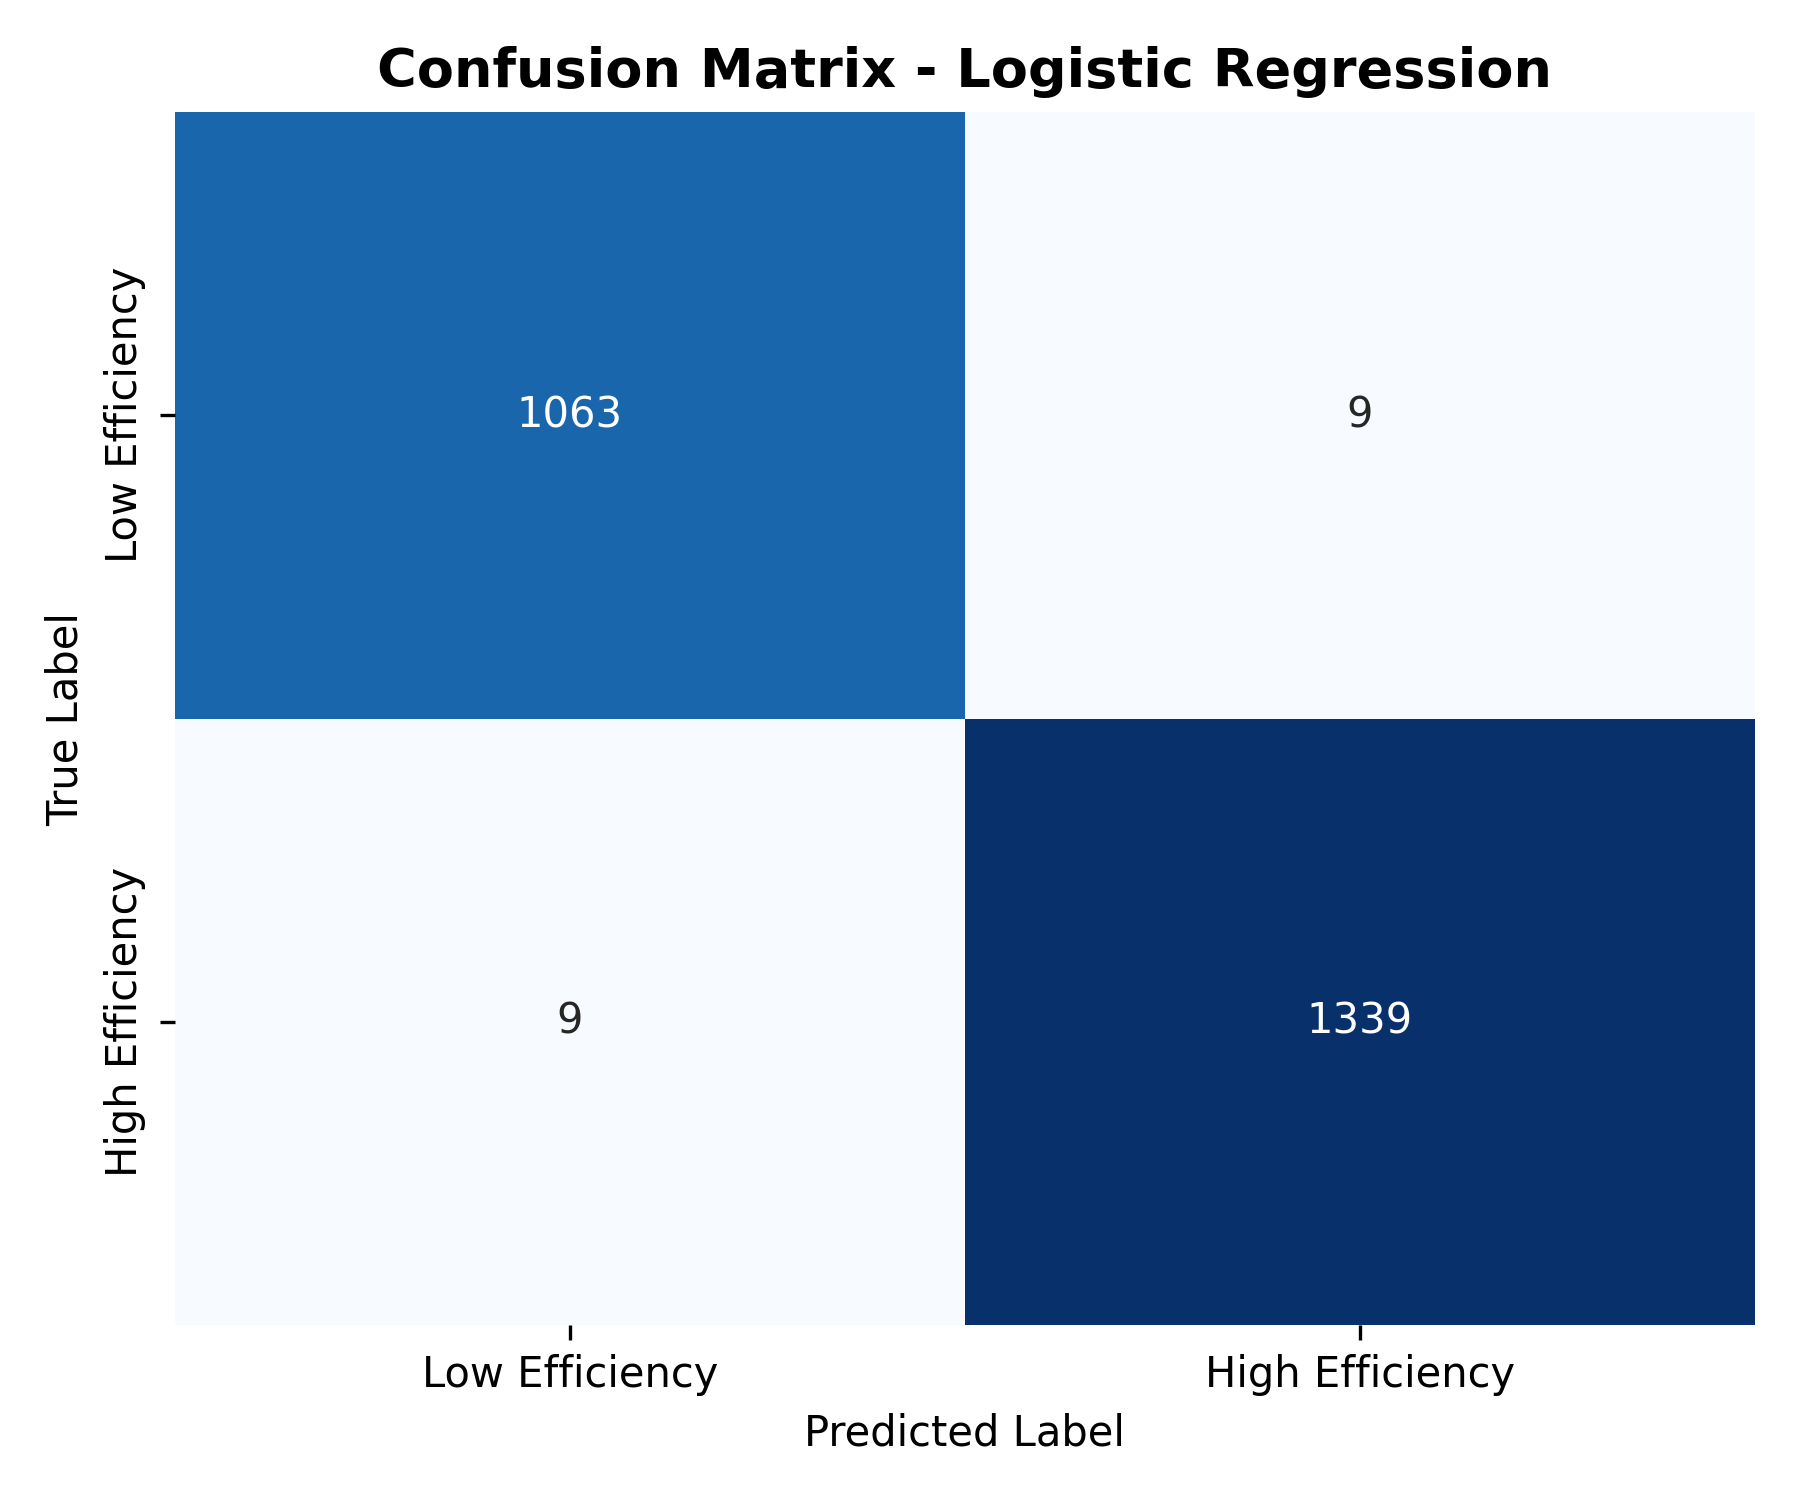 Confusion Matrix - Logistic Regression
True Label
Low Efficiency
1063
9
High Efficiency
9
1339
Low Efficiency
High Efficiency
Predicted Label